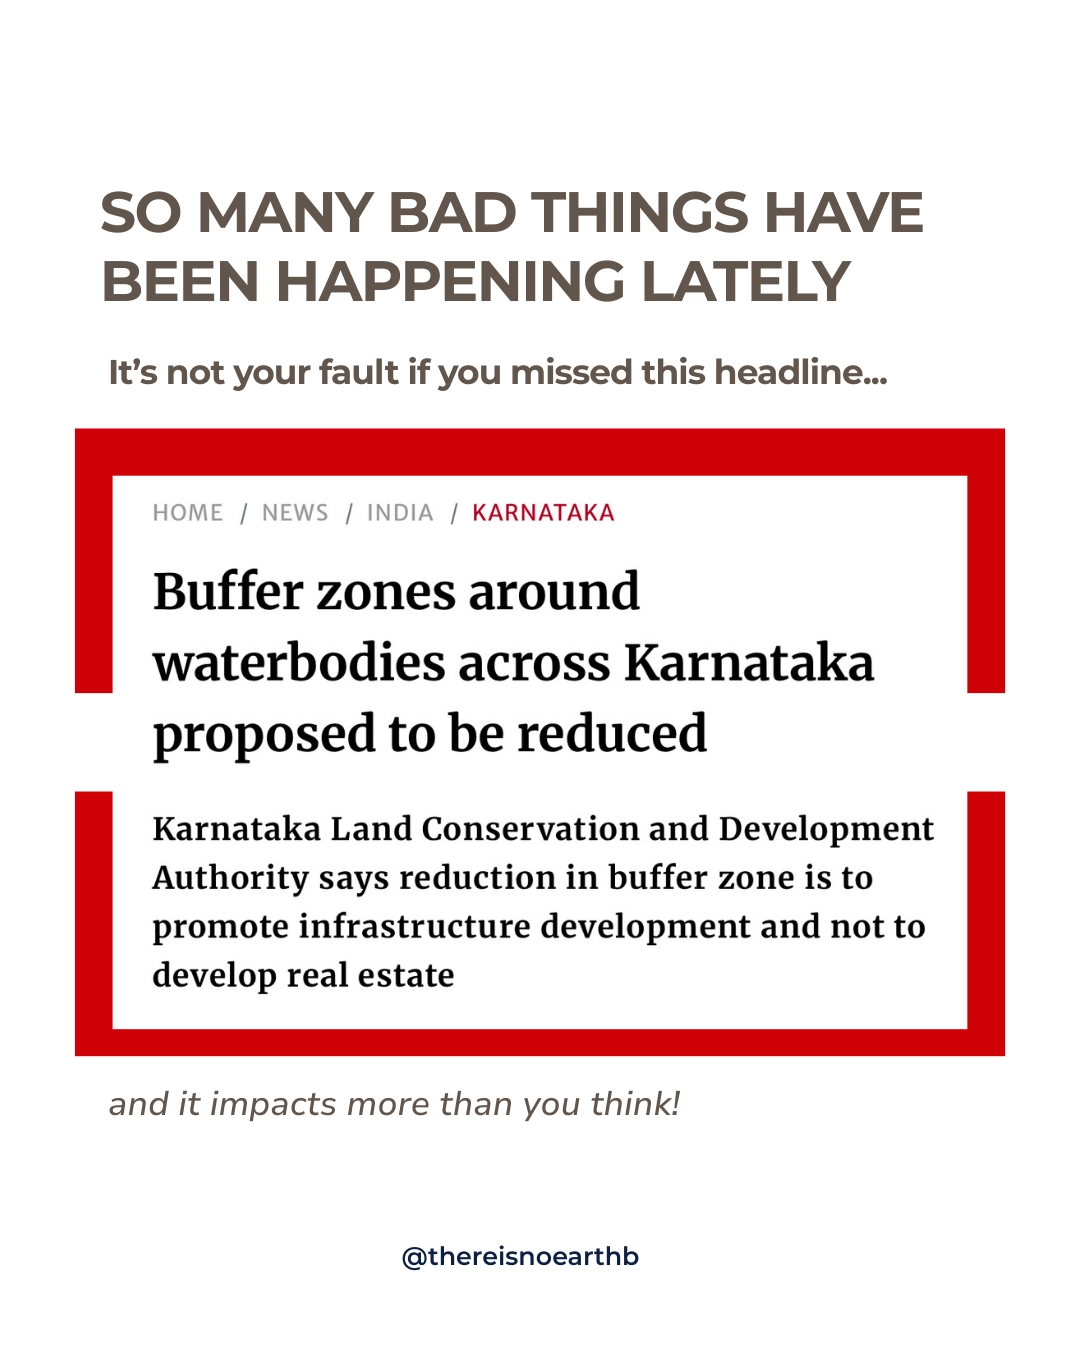 SO MANY BAD THINGS HAVE
BEEN HAPPENING LATELY
It's not your fault if you missed this headline...
HOME / NEWS / INDIA / KARNATAKA
Buffer zones around
waterbodies across Karnataka
proposed to be reduced
Karnataka Land Conservation and Development
Authority says reduction in buffer zone is to
promote infrastructure development and not to
develop real estate
and it impacts more than you think!
@thereisnoearthb